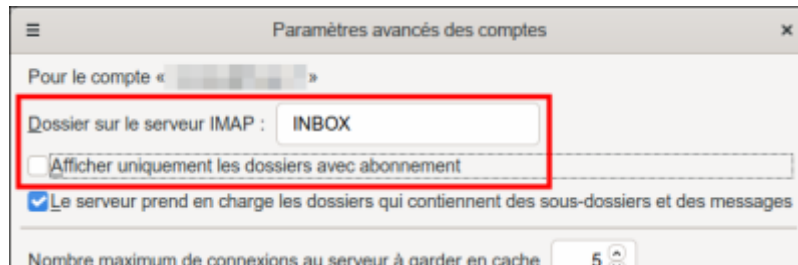 Paramètres avancés des comptes
Pour le compte « »
Dossier sur le serveur IMAP : INBOX
Afficher uniquement les dossiers avec abonnement
Le serveur prend en charge les dossiers qui contiennent des sous-dossiers et des messages
Nombre maximum de connexions au serveur à garder en cache 5